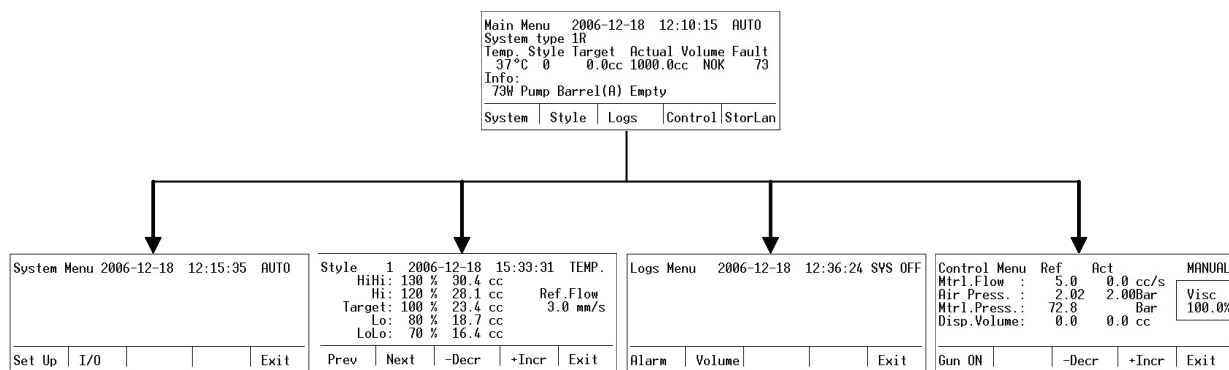 Main Menu 2006-12-18 12:10:15 AUTO
System type 1R
Temp. Style Target Actual Volume Fault
37°C 0 0.0cc 1000.0cc NOK 73
Info:
73W Pump Barrel(A) Empty
System Style Logs Control StorLan
System Menu 2006-12-18 12:15:35 AUTO
Set Up I/O Exit
Style 1 2006-12-18 15:33:31 TEMP.
HiHi: 130 % 30.4 cc
Hi: 120 % 28.1 cc Ref.Flow
Target: 100 % 23.4 cc 3.0 mm/s
Lo: 80 % 18.7 cc
LoLo: 70 % 16.4 cc
Prev Next -Decr +Incr Exit
Logs Menu 2006-12-18 12:36:24 SYS OFF
Alarm Volume Exit
Control Menu Ref Act MANUAL
Mtrl.Flow : 5.0 0.0 cc/s
Air Press. : 2.02 2.00Bar Visc
Mtrl.Press.: 72.8 Bar 100.0%
Disp.Volume: 0.0 0.0 cc
Gun ON -Decr +Incr Exit